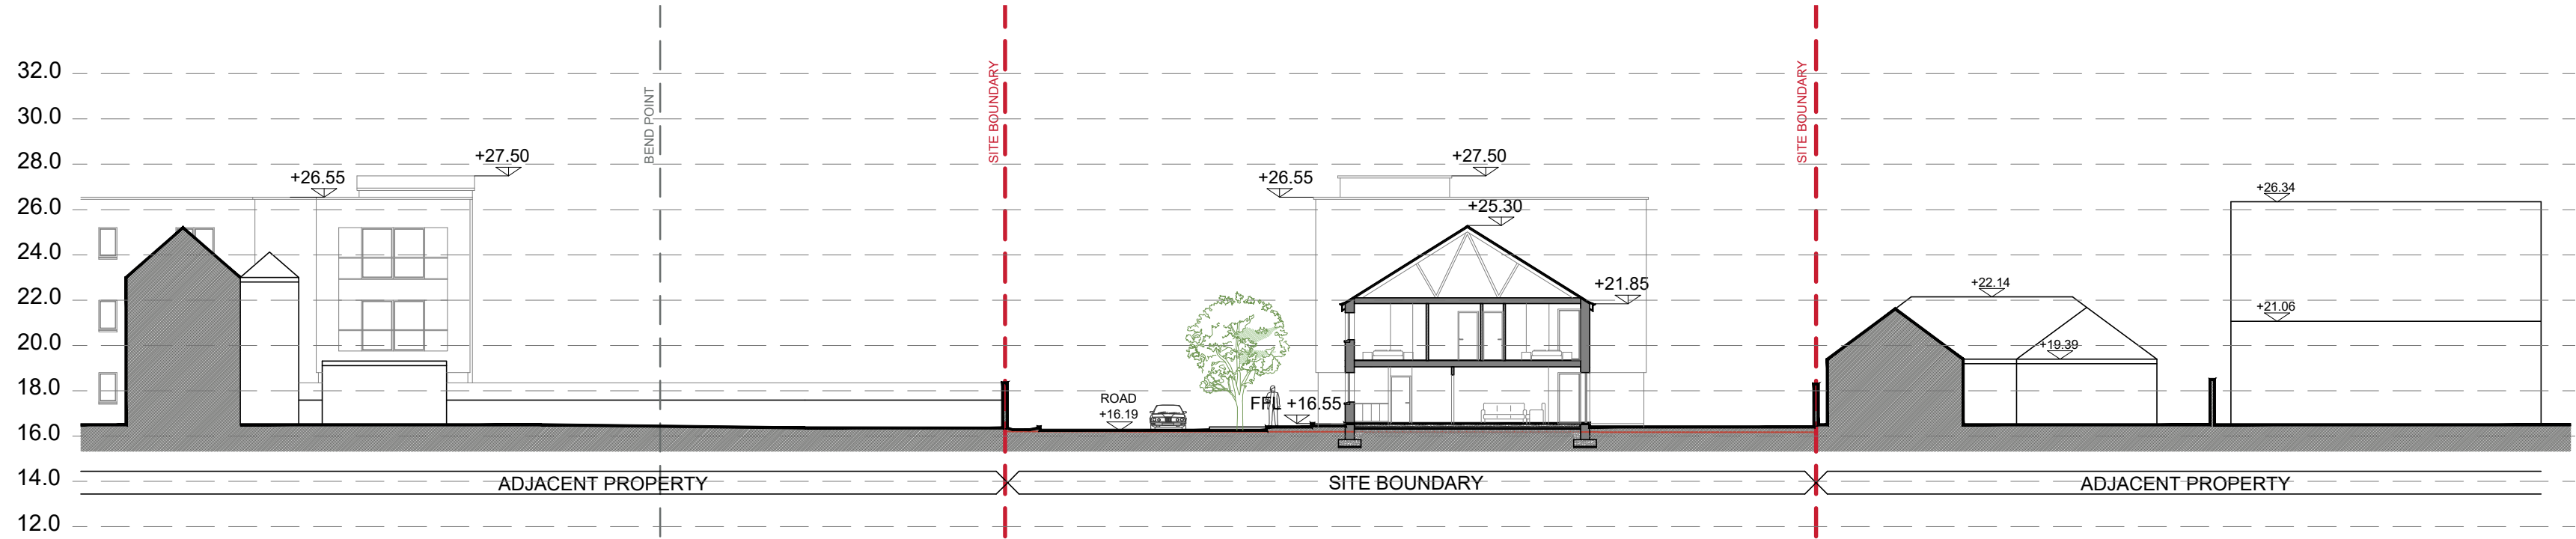 32.0
30.0
28.0
26.0
24.0
22.0
20.0
18.0
16.0
14.0
12.0
+26.55
+27.50
BEND POINT
SITE BOUNDARY
+26.55
+27.50
+25.30
+21.85
ROAD
+16.19
FFL +16.55
SITE BOUNDARY
+22.14
+19.39
+26.34
+21.06
ADJACENT PROPERTY
SITE BOUNDARY
ADJACENT PROPERTY